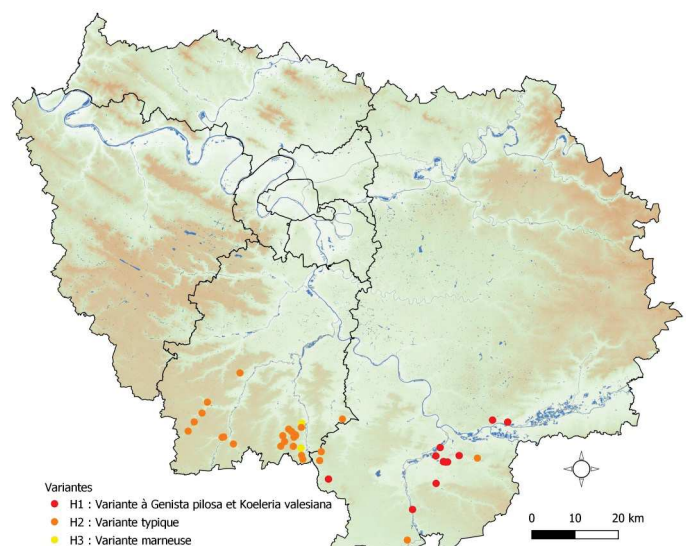 Variantes
H1 : Variante à Genista pilosa et Koeleria valesiana
H2 : Variante typique
H3 : Variante marneuse
0 10 20 km